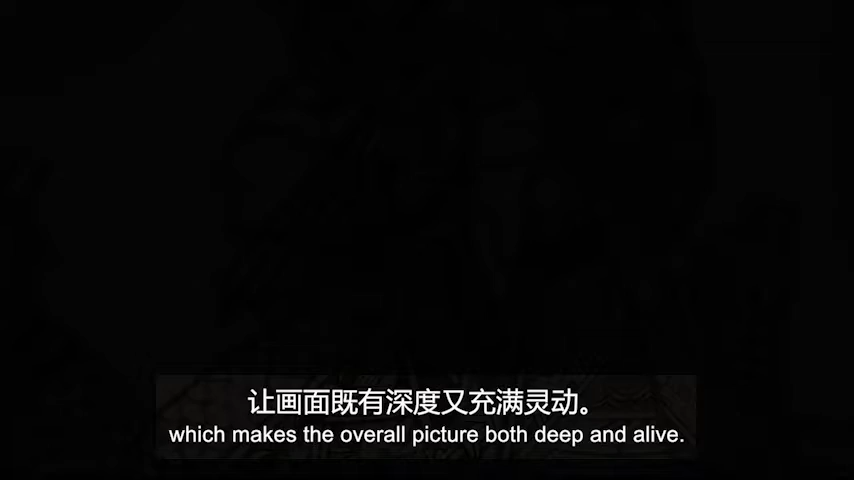 让画面既有深度又充满灵动。
which makes the overall picture both deep and alive.